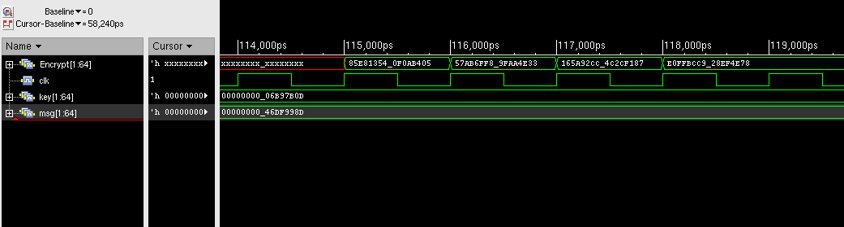 Baseline ▾= 0
Cursor-Baseline ▾= 58,240ps
Name ▾ Cursor ▾ 114,000ps 115,000ps 116,000ps 117,000ps 118,000ps 119,000ps
Encrypt[1:64] 'h xxxxxxxx▶ xxxxxxxx_xxxxxxxx 85E81354_0F0AB405 57AB6FF8_9FAA4E33 165A92CC_4C2CF187 E0FFBCC9_28EF4E78
clk 1
key[1:64] 'h 00000000▶ 00000000_06B97B0D
msg[1:64] 'h 00000000▶ 00000000_46DF998D